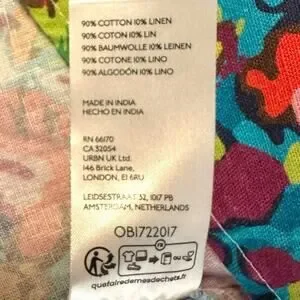 90% COTTON 10% LINEN
90% COTON 10% LIN
90% BAUMWOLLE 10% LEINEN
90% COTONE 10% LINO
90% ALGODÓN 10% LINO
MADE IN INDIA
HECHO EN INDIA
RN 66170
CA 32054
URBN UK Ltd.
146 Brick Lane,
LONDON, E1 6RU
LEIDSESTRAAT 32, 1017 PB
AMSTERDAM, NETHERLANDS
OB1722017
FR
quefairedemesdechets.fr